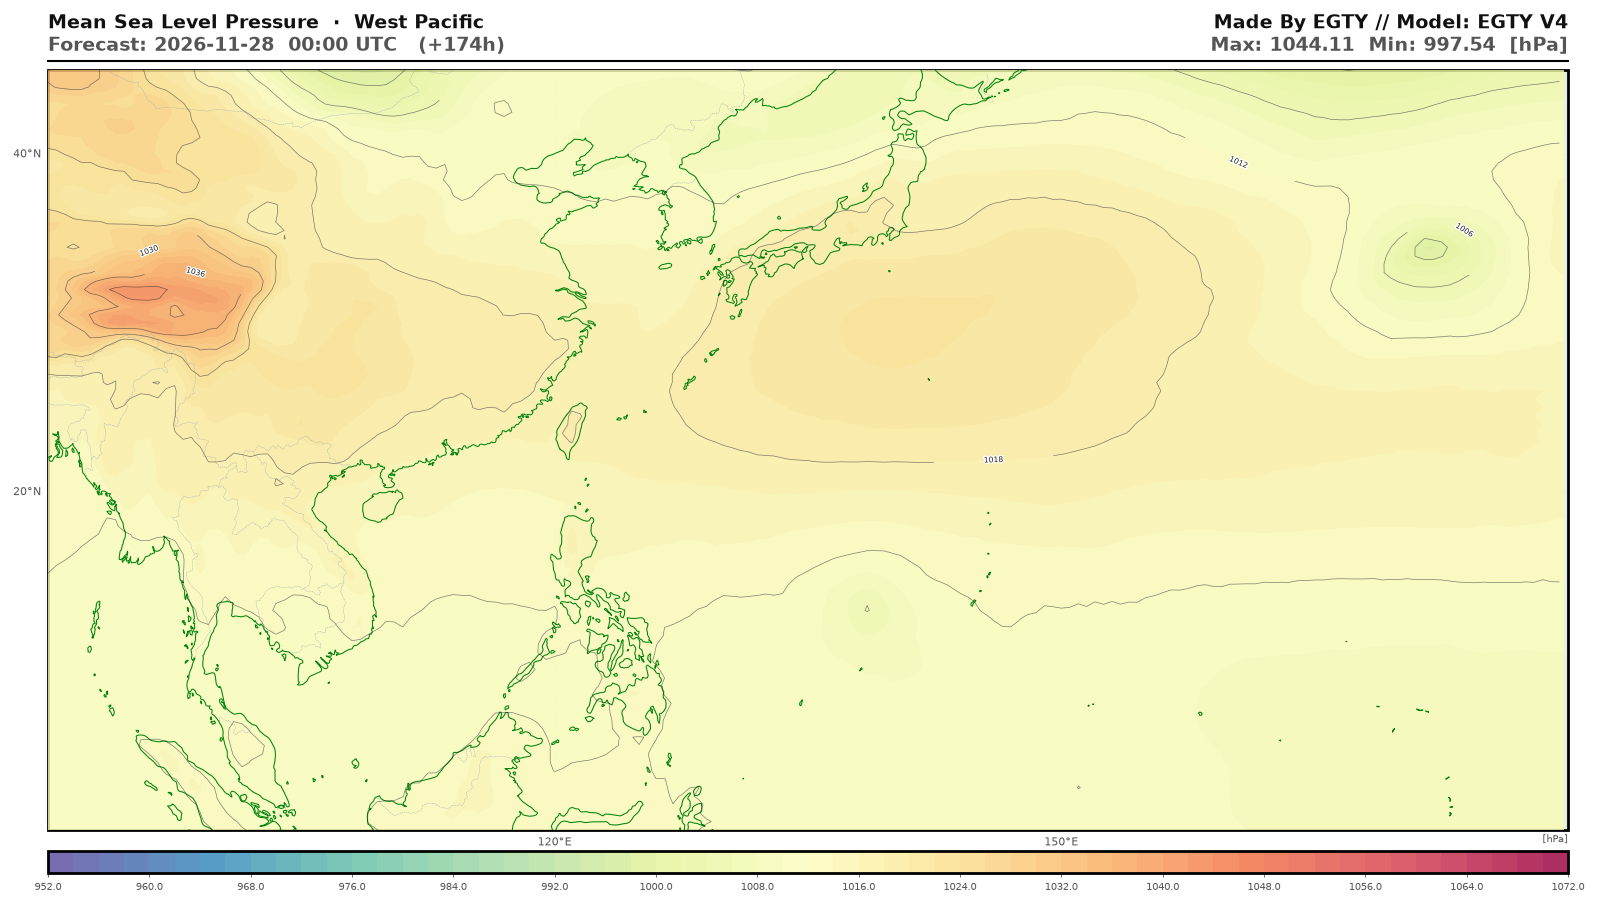 Mean Sea Level Pressure · West Pacific
Made By EGTY // Model: EGTY V4
Forecast: 2026-11-28 00:00 UTC (+174h)
Max: 1044.11 Min: 997.54 [hPa]
40°N
1012
1006
1030
1036
1018
20°N
120°E
150°E
[hPa]
952.0 960.0 968.0 976.0 984.0 992.0 1000.0 1008.0 1016.0 1024.0 1032.0 1040.0 1048.0 1056.0 1064.0 1072.0